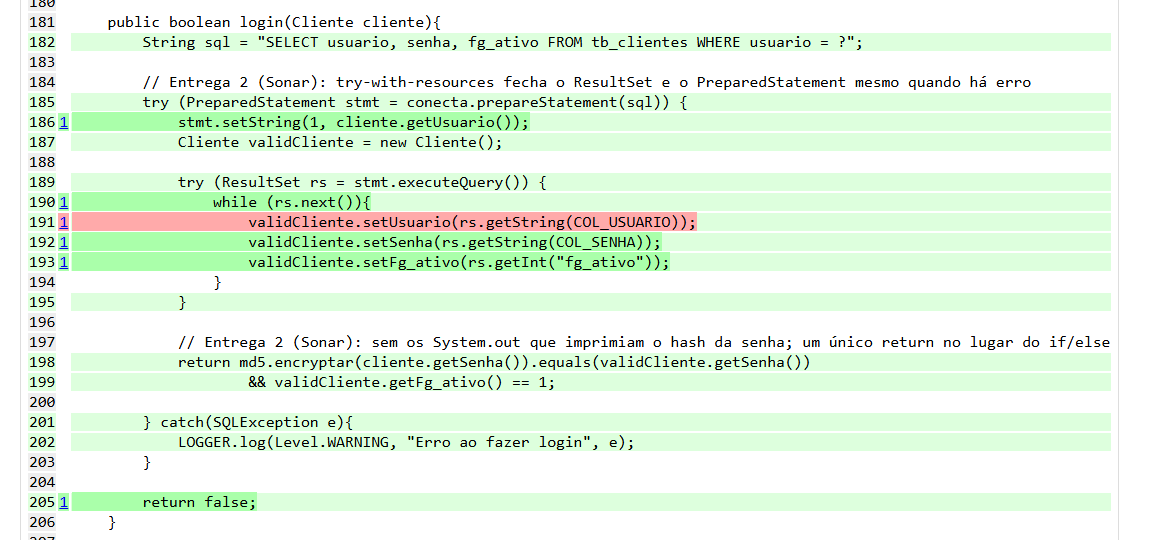 180
181 public boolean login(Cliente cliente){
182 String sql = "SELECT usuario, senha, fg_ativo FROM tb_clientes WHERE usuario = ?";
183
184 // Entrega 2 (Sonar): try-with-resources fecha o ResultSet e o PreparedStatement mesmo quando há erro
185 try (PreparedStatement stmt = conecta.prepareStatement(sql)) {
186 1 stmt.setString(1, cliente.getUsuario());
187 Cliente validCliente = new Cliente();
188
189 try (ResultSet rs = stmt.executeQuery()) {
190 1 while (rs.next()){
191 1 validCliente.setUsuario(rs.getString(COL_USUARIO));
192 1 validCliente.setSenha(rs.getString(COL_SENHA));
193 1 validCliente.setFg_ativo(rs.getInt("fg_ativo"));
194 }
195 }
196
197 // Entrega 2 (Sonar): sem os System.out que imprimiam o hash da senha; um único return no lugar do if/else
198 return md5.encryptar(cliente.getSenha()).equals(validCliente.getSenha())
199 && validCliente.getFg_ativo() == 1;
200
201 } catch(SQLException e){
202 LOGGER.log(Level.WARNING, "Erro ao fazer login", e);
203 }
204
205 1 return false;
206 }
207